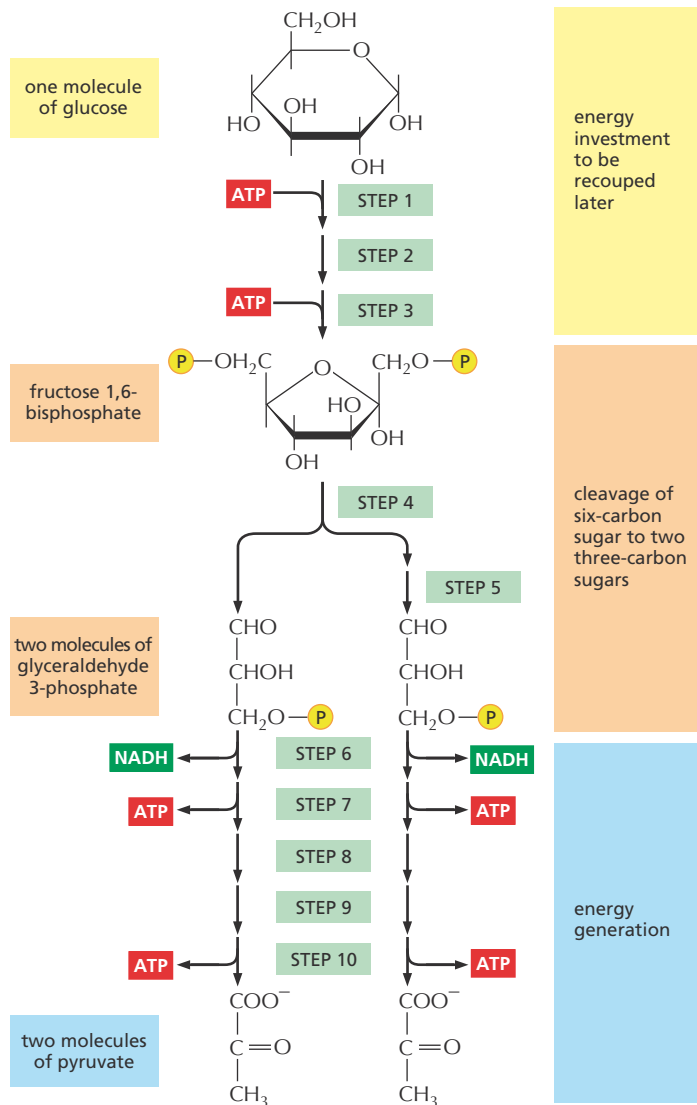 CH₂OH
O
one molecule
of glucose
OH
HO
OH
OH
energy
investment
to be
recouped
later
ATP
STEP 1
STEP 2
ATP
STEP 3
P—OH₂C
O
CH₂O—P
fructose 1,6-
bisphosphate
HO
OH
OH
STEP 4
cleavage of
six-carbon
sugar to two
three-carbon
sugars
STEP 5
two molecules of
glyceraldehyde
3-phosphate
CHO
CHOH
CH₂O—P
CHO
CHOH
CH₂O—P
NADH
STEP 6
NADH
ATP
STEP 7
ATP
STEP 8
STEP 9
energy
generation
ATP
STEP 10
ATP
two molecules
of pyruvate
COO⁻
C=O
CH₃
COO⁻
C=O
CH₃